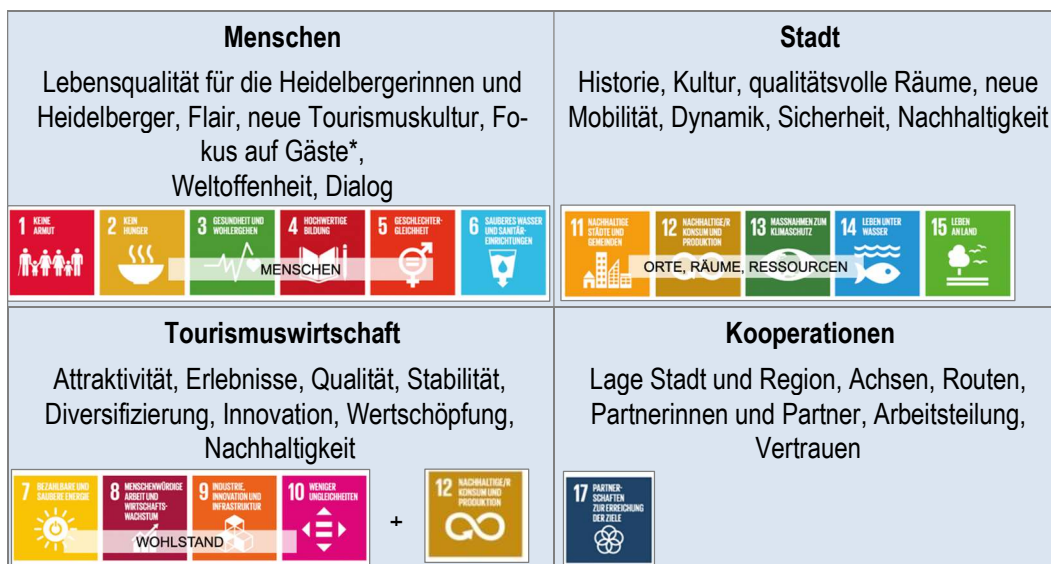 Menschen
Lebensqualität für die Heidelbergerinnen und
Heidelberger, Flair, neue Tourismuskultur, Fo-
kus auf Gäste*,
Weltoffenheit, Dialog
1 KEINE
ARMUT
2 KEIN
HUNGER
3 GESUNDHEIT UND
WOHLERGEHEN
4 HOCHWERTIGE
BILDUNG
5 GESCHLECHTER-
GLEICHHEIT
6 SAUBERES WASSER
UND SANITÄR-
EINRICHTUNGEN
MENSCHEN
Stadt
Historie, Kultur, qualitätsvolle Räume, neue
Mobilität, Dynamik, Sicherheit, Nachhaltigkeit
11 NACHHALTIGE
STÄDTE UND
GEMEINDEN
12 NACHHALTIGE/R
KONSUM UND
PRODUKTION
13 MASSNAHMEN ZUM
KLIMASCHUTZ
14 LEBEN UNTER
WASSER
15 LEBEN
AN LAND
ORTE, RÄUME, RESSOURCEN
Tourismuswirtschaft
Attraktivität, Erlebnisse, Qualität, Stabilität,
Diversifizierung, Innovation, Wertschöpfung,
Nachhaltigkeit
7 BEZAHLBARE UND
SAUBERE ENERGIE
8 MENSCHENWÜRDIGE
ARBEIT UND
WIRTSCHAFTS-
WACHSTUM
9 INDUSTRIE,
INNOVATION UND
INFRASTRUKTUR
10 WENIGER
UNGLEICHHEITEN
WOHLSTAND
+
12 NACHHALTIGE/R
KONSUM UND
PRODUKTION
Kooperationen
Lage Stadt und Region, Achsen, Routen,
Partnerinnen und Partner, Arbeitsteilung,
Vertrauen
17 PARTNER-
SCHAFTEN
ZUR ERREICHUNG
DER ZIELE